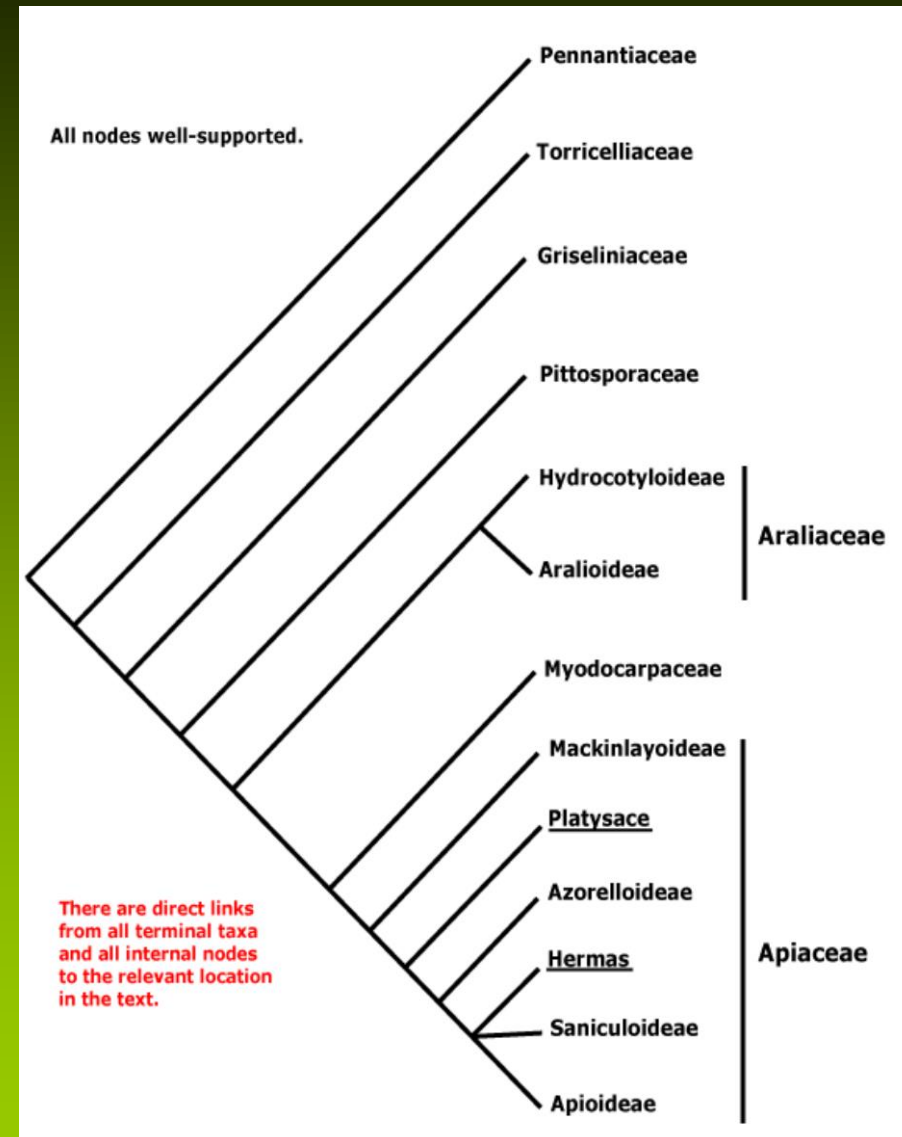 Pennantiaceae
All nodes well-supported.
Torricelliaceae
Griseliniaceae
Pittosporaceae
Hydrocotyloideae
Araliaceae
Aralioideae
Myodocarpaceae
Mackinlayoideae
Platysace
Azorelloideae
There are direct links
from all terminal taxa
and all internal nodes
to the relevant location
in the text.
Hermas
Apiaceae
Saniculoideae
Apioideae